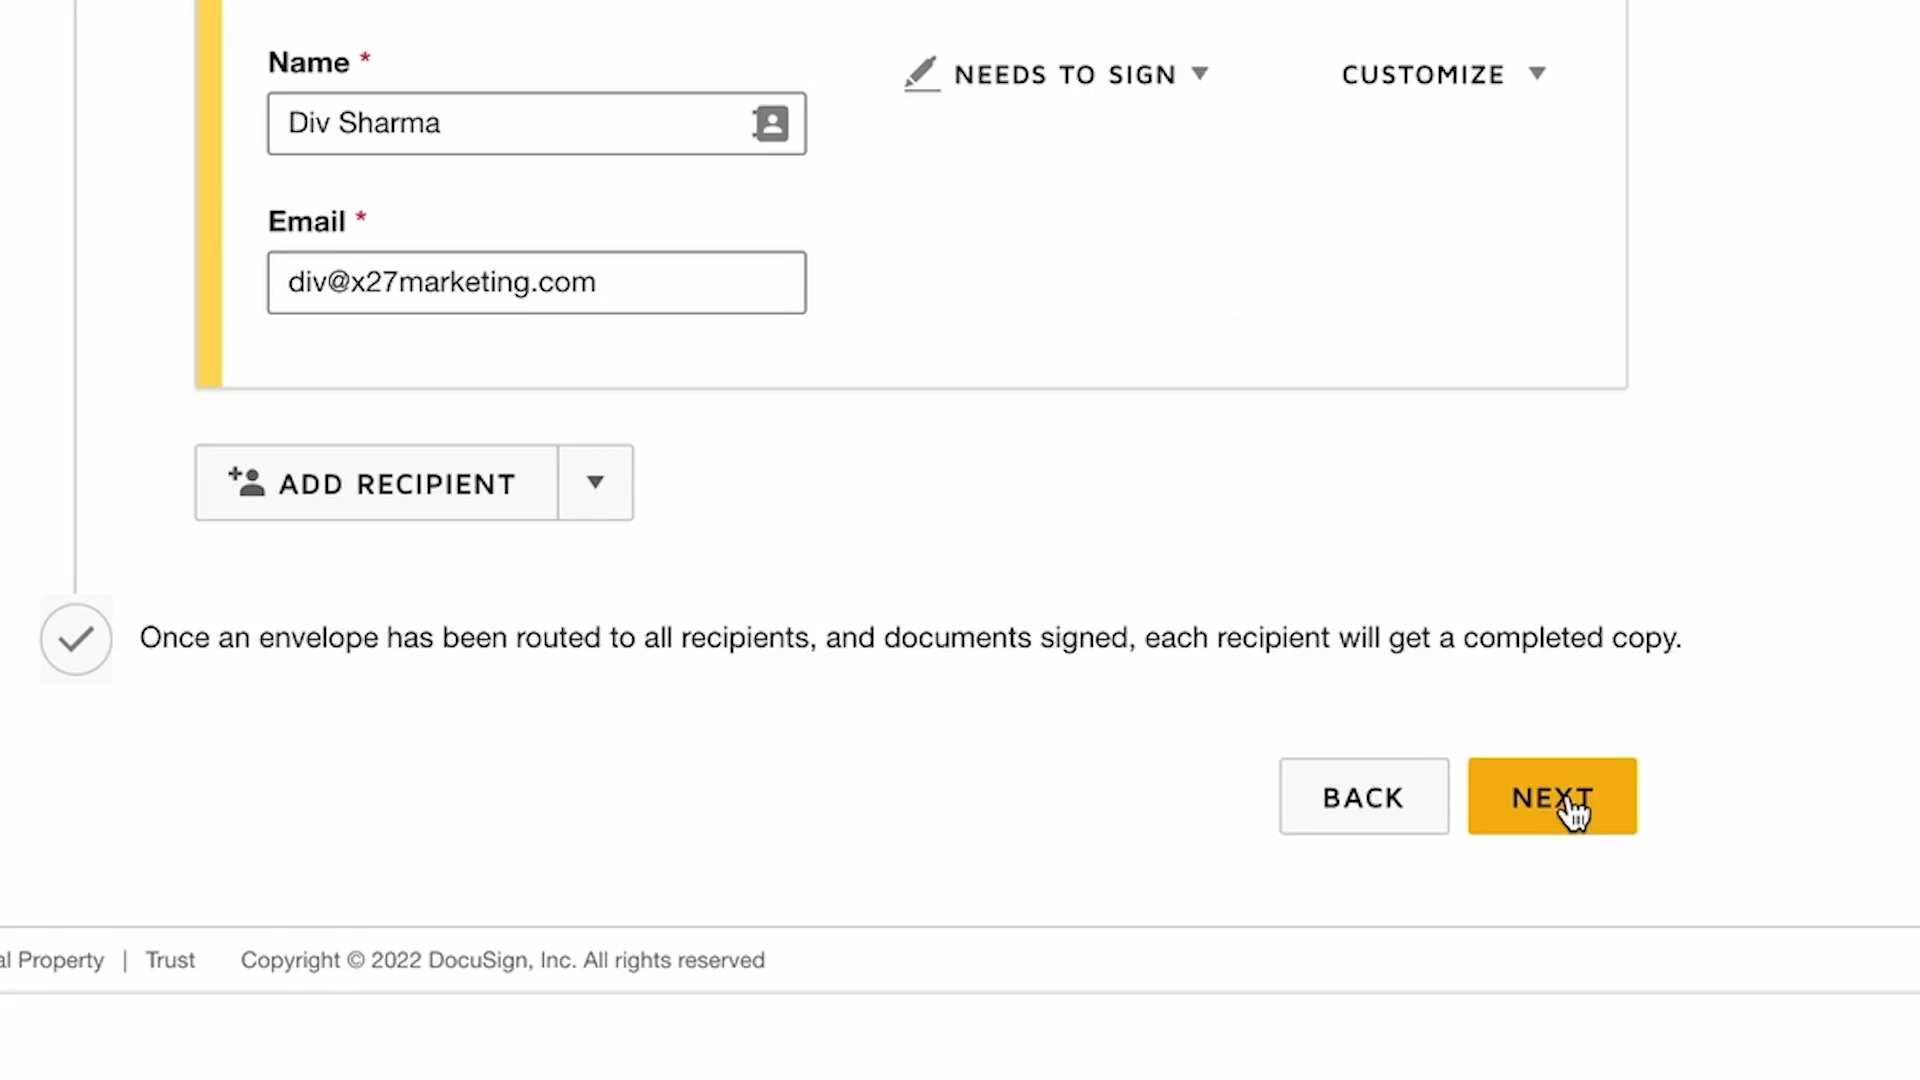 Name *
NEEDS TO SIGN
CUSTOMIZE
Div Sharma
Email *
div@x27marketing.com
ADD RECIPIENT
Once an envelope has been routed to all recipients, and documents signed, each recipient will get a completed copy.
BACK
NEXT
al Property | Trust Copyright © 2022 DocuSign, Inc. All rights reserved